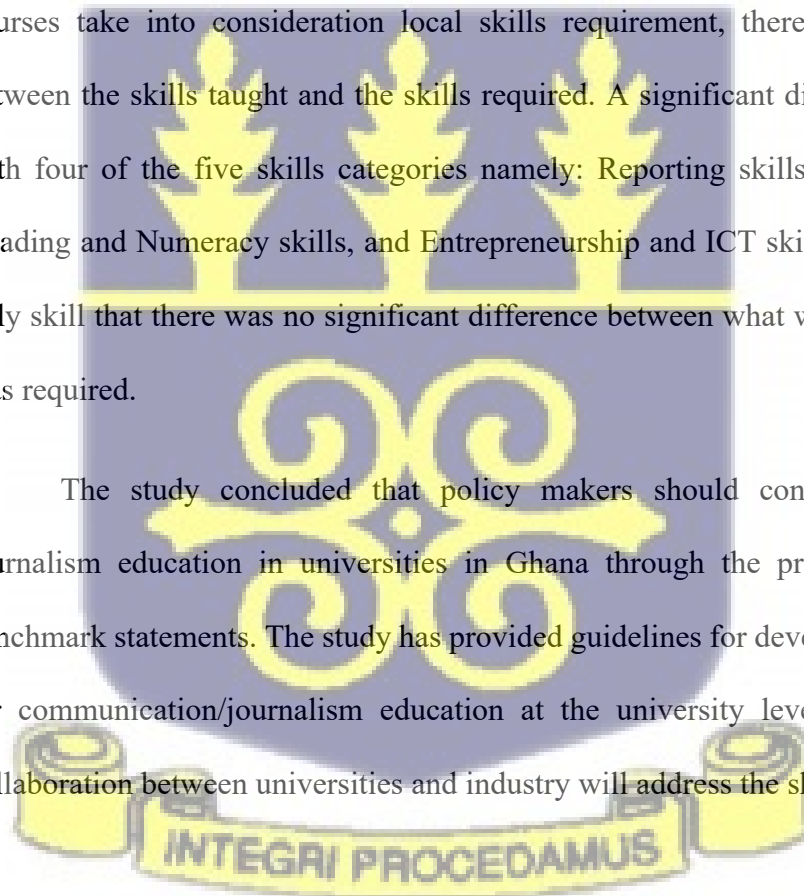 urses take into consideration local skills requirement, there
tween the skills taught and the skills required. A significant di
th four of the five skills categories namely: Reporting skills
ading and Numeracy skills, and Entrepreneurship and ICT ski
ly skill that there was no significant difference between what w
as required.
The study concluded that policy makers should con
urnalism education in universities in Ghana through the pr
nchmark statements. The study has provided guidelines for deve
r communication/journalism education at the university leve
llaboration between universities and industry will address the sk
INTEGRI PROCEDAMUS